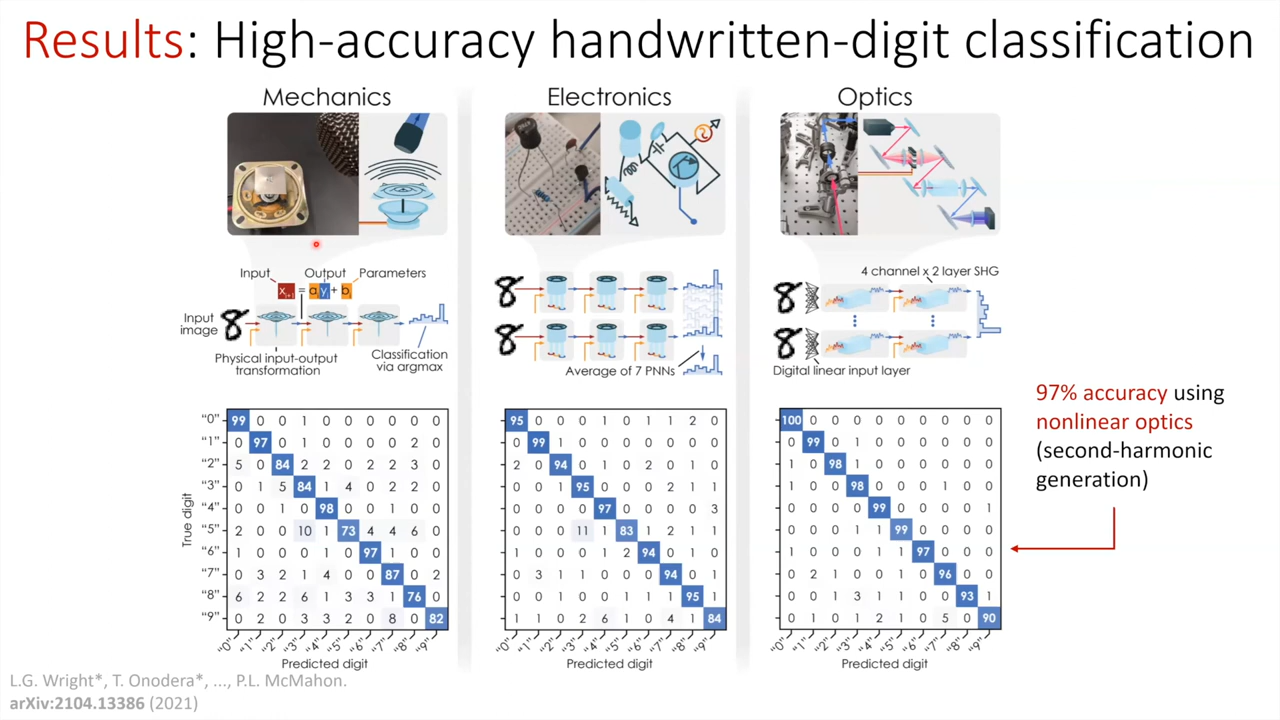 Results: High-accuracy handwritten-digit classification
Mechanics
Electronics
Optics
Input Output Parameters
x_{i+1} = a_i y_i + b_i
Input
image
8
Physical input-output
transformation
Classification
via argmax
8
8
Average of 7 PNNs
4 channel x 2 layer SHG
8
8
Digital linear input layer
97% accuracy using
nonlinear optics
(second-harmonic
generation)
True digit
"0" 99 0 0 1 0 0 0 0 0 0
"1" 0 97 0 0 0 0 0 0 2 0
"2" 5 0 84 2 2 0 2 2 3 0
"3" 0 1 5 84 1 4 0 2 2 0
"4" 0 0 1 0 98 0 0 1 0 0
"5" 2 0 0 10 1 73 4 4 6 0
"6" 1 0 0 0 0 0 97 1 0 0
"7" 0 3 2 1 4 0 0 87 0 2
"8" 6 2 2 6 1 3 3 1 76 0
"9" 0 2 0 3 3 2 0 8 0 82
"0" "1" "2" "3" "4" "5" "6" "7" "8" "9"
Predicted digit
95 0 0 0 1 0 1 1 2 0
0 99 1 0 0 0 0 0 0 0
2 0 94 1 0 0 2 0 1 0
0 0 1 95 0 0 0 2 1 1
0 0 0 0 97 0 0 0 0 3
0 0 0 11 0 83 1 2 1 1
1 0 0 0 1 2 94 0 1 0
0 3 1 1 0 0 0 94 0 1
0 0 1 1 0 1 0 1 95 1
1 1 0 2 6 1 0 4 1 84
"0" "1" "2" "3" "4" "5" "6" "7" "8" "9"
Predicted digit
100 0 0 0 0 0 0 0 0 0
0 99 0 1 0 0 0 0 0 0
1 0 98 1 0 0 0 0 0 0
0 0 0 98 0 0 0 1 0 0
0 0 0 0 99 0 0 0 0 1
0 0 0 1 1 99 0 0 0 0
1 0 0 0 1 1 97 0 0 0
0 2 1 0 0 1 0 96 0 0
0 0 1 3 1 1 0 1 93 1
0 1 0 1 2 1 0 5 0 90
"0" "1" "2" "3" "4" "5" "6" "7" "8" "9"
Predicted digit
L.G. Wright*, T. Onodera*, ..., P.L. McMahon.
arXiv:2104.13386 (2021)